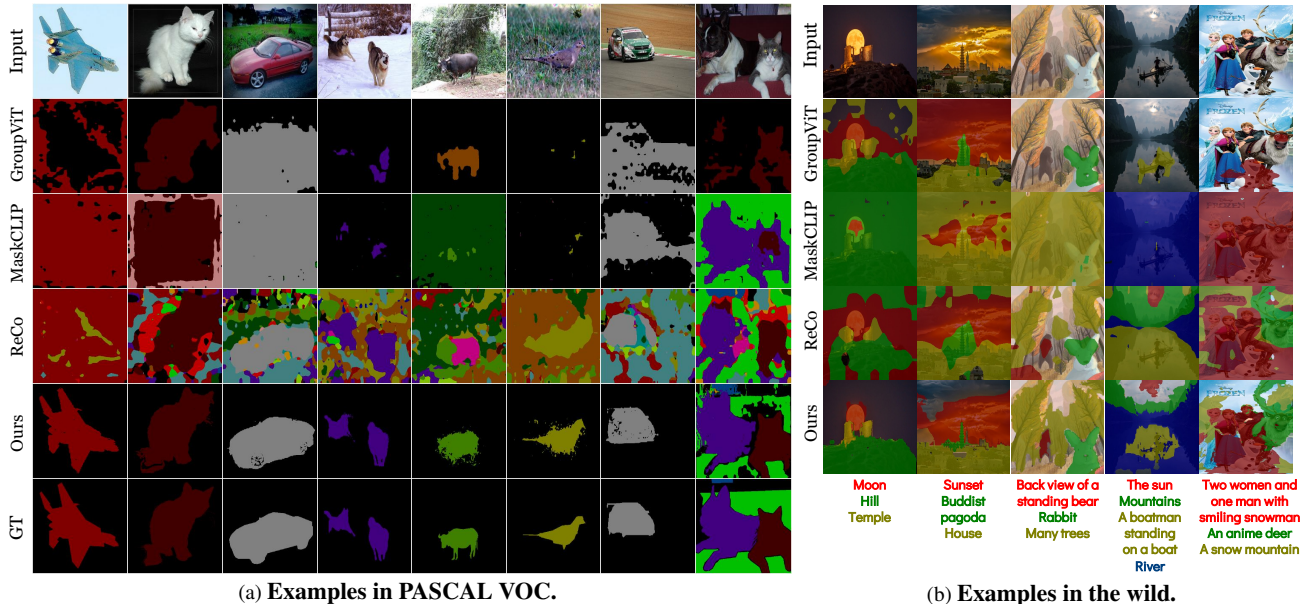 Input
GroupViT
MaskCLIP
ReCo
Ours
GT
(a) Examples in PASCAL VOC.
Input
GroupViT
MaskCLIP
ReCo
Ours
DISNEY
FROZEN
FROZEN
Moon
Hill
Temple
Sunset
Buddist
pagoda
House
Back view of a
standing bear
Rabbit
Many trees
The sun
Mountains
A boatman
standing
on a boat
River
Two women and
one man with
smiling snowman
An anime deer
A snow mountain
(b) Examples in the wild.